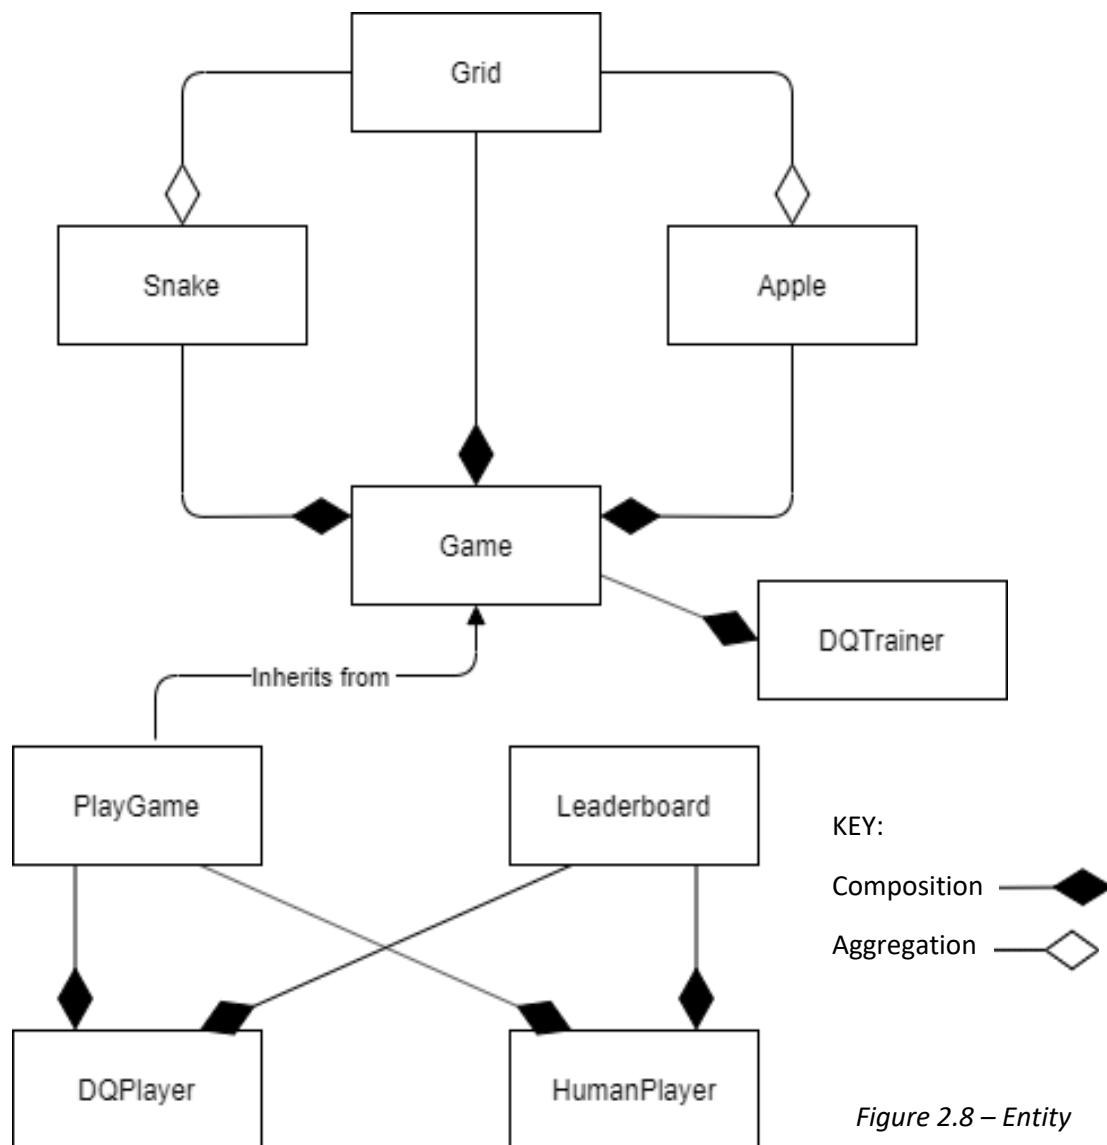 Grid
Snake
Apple
Game
DQTrainer
Inherits from
PlayGame
Leaderboard
KEY:
Composition
Aggregation
DQPlayer
HumanPlayer
Figure 2.8 – Entity